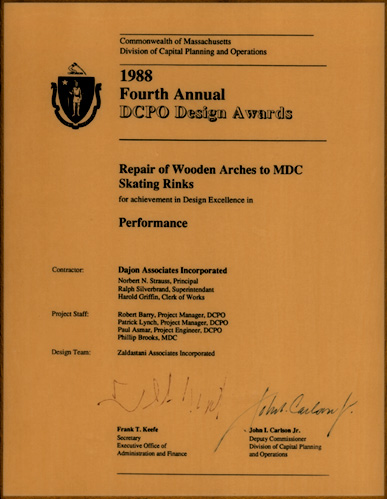 Commonwealth of Massachusetts
Division of Capital Planning and Operations
1988
Fourth Annual
DCPO Design Awards
Repair of Wooden Arches to MDC
Skating Rinks
for achievement in Design Excellence in
Performance
Contractor:
Dajon Associates Incorporated
Norbert N. Strauss, Principal
Ralph Silverbrand, Superintendant
Harold Griffin, Clerk of Works
Project Staff:
Robert Barry, Project Manager, DCPO
Patrick Lynch, Project Manager, DCPO
Paul Asmar, Project Engineer, DCPO
Phillip Brooks, MDC
Design Team:
Zaldastani Associates Incorporated
John I. Carlson Jr.
Frank T. Keefe
Secretary
Executive Office of
Administration and Finance
John I. Carlson Jr.
Deputy Commissioner
Division of Capital Planning
and Operations